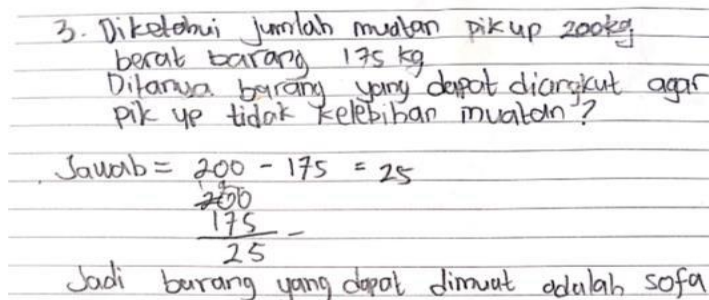 3. Diketahui jumlah muatan pikup 200kg
berat barang 175 kg
Ditanya barang yang dapat diangkut agar
pik up tidak kelebihan muatan?
Jawab = 200 - 175 = 25
200
175
25 -
Jadi barang yang dapat dimuat adalah sofa